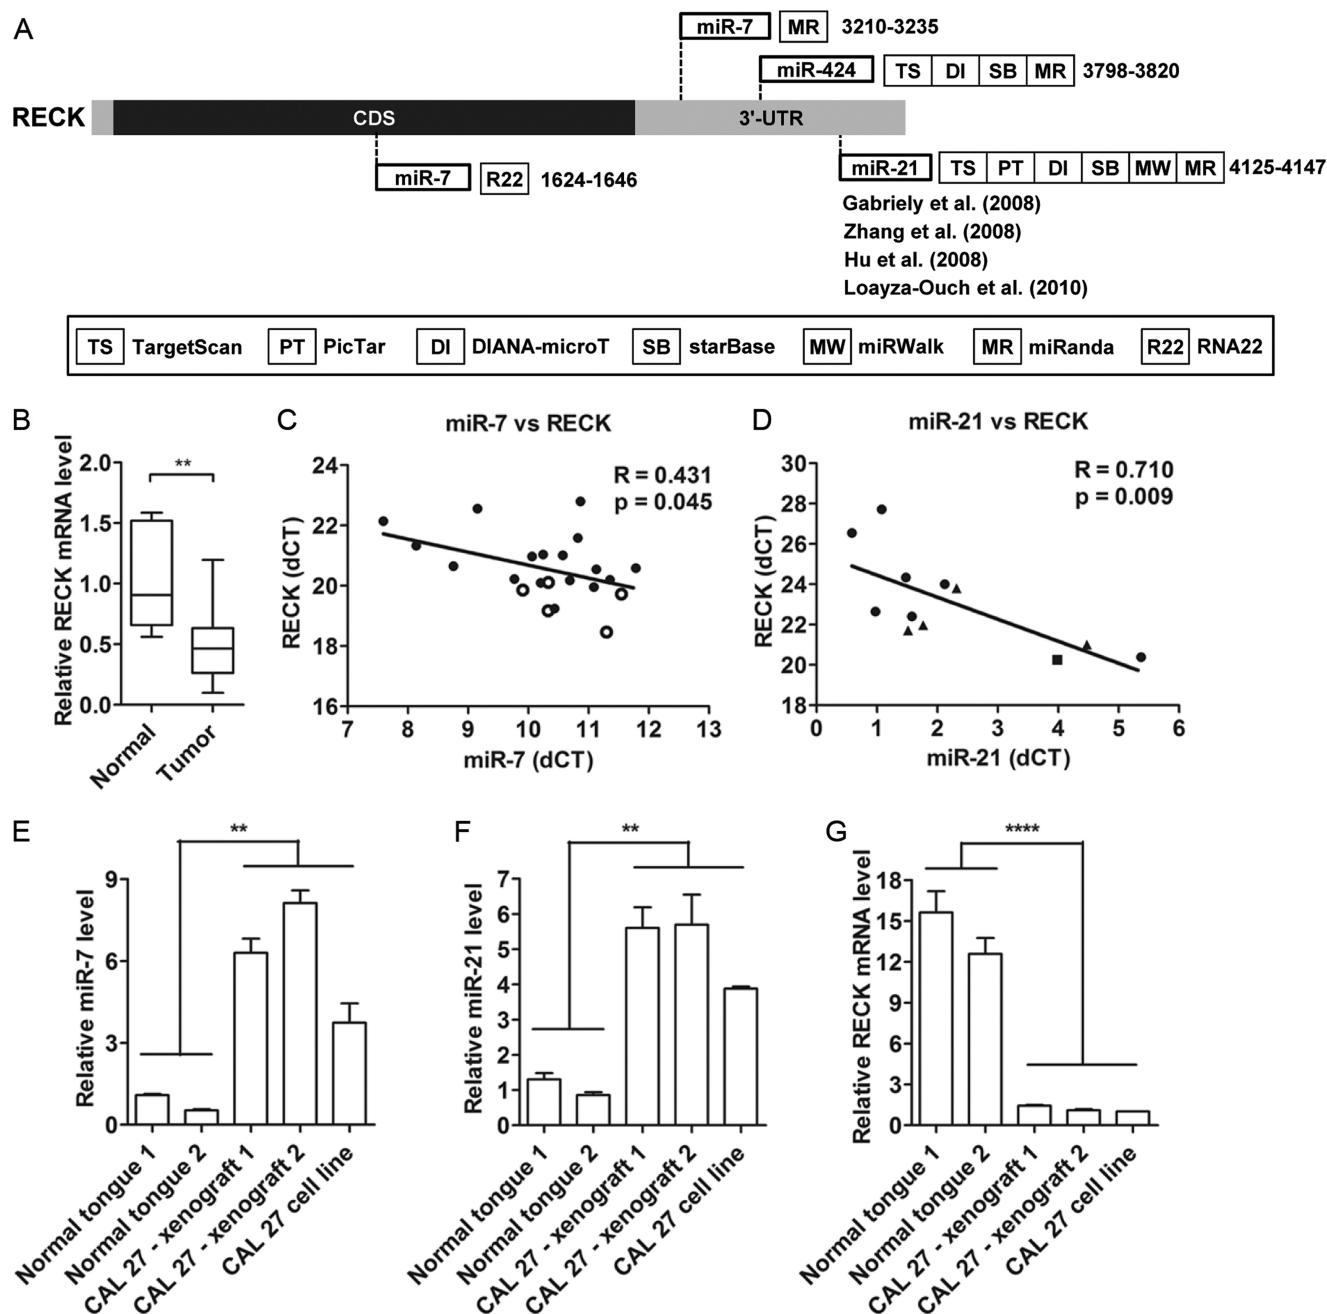 A
miR-7 MR 3210-3235
miR-424 TS DI SB MR 3798-3820
RECK CDS 3'-UTR
miR-7 R22 1624-1646
miR-21 TS PT DI SB MW MR 4125-4147
Gabriely et al. (2008)
Zhang et al. (2008)
Hu et al. (2008)
Loayza-Ouch et al. (2010)
TS TargetScan PT PicTar DI DIANA-microT SB starBase MW miRWalk MR miRanda R22 RNA22
B
Relative RECK mRNA level
2.0
1.5
1.0
0.5
0.0
**
Normal
Tumor
C
miR-7 vs RECK
R = 0.431
p = 0.045
RECK (dCT)
24
22
20
18
16
7 8 9 10 11 12 13
miR-7 (dCT)
D
miR-21 vs RECK
R = 0.710
p = 0.009
RECK (dCT)
30
28
26
24
22
20
18
0 1 2 3 4 5 6
miR-21 (dCT)
E
**
Relative miR-7 level
9
6
3
0
Normal tongue 1
Normal tongue 2
CAL 27 - xenograft 1
CAL 27 - xenograft 2
CAL 27 cell line
F
**
Relative miR-21 level
7
6
5
4
3
2
1
0
Normal tongue 1
Normal tongue 2
CAL 27 - xenograft 1
CAL 27 - xenograft 2
CAL 27 cell line
G
****
Relative RECK mRNA level
18
15
12
9
6
3
0
Normal tongue 1
Normal tongue 2
CAL 27 - xenograft 1
CAL 27 - xenograft 2
CAL 27 cell line